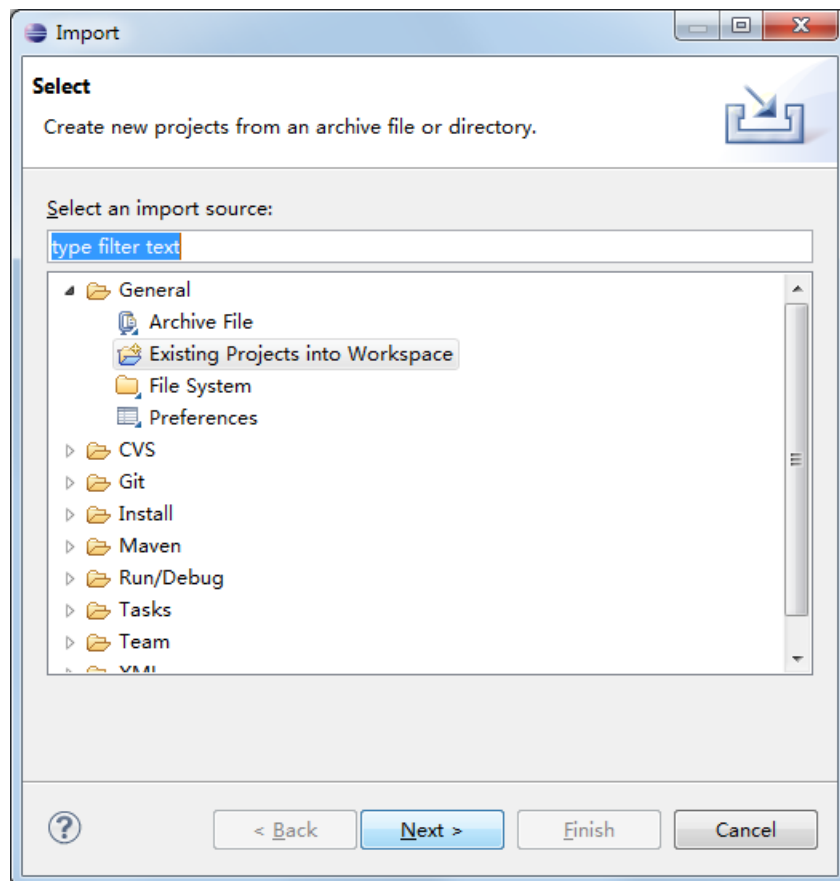 Import
Select
Create new projects from an archive file or directory.
Select an import source:
type filter text
General
Archive File
Existing Projects into Workspace
File System
Preferences
CVS
Git
Install
Maven
Run/Debug
Tasks
Team
XML
< Back
Next >
Finish
Cancel